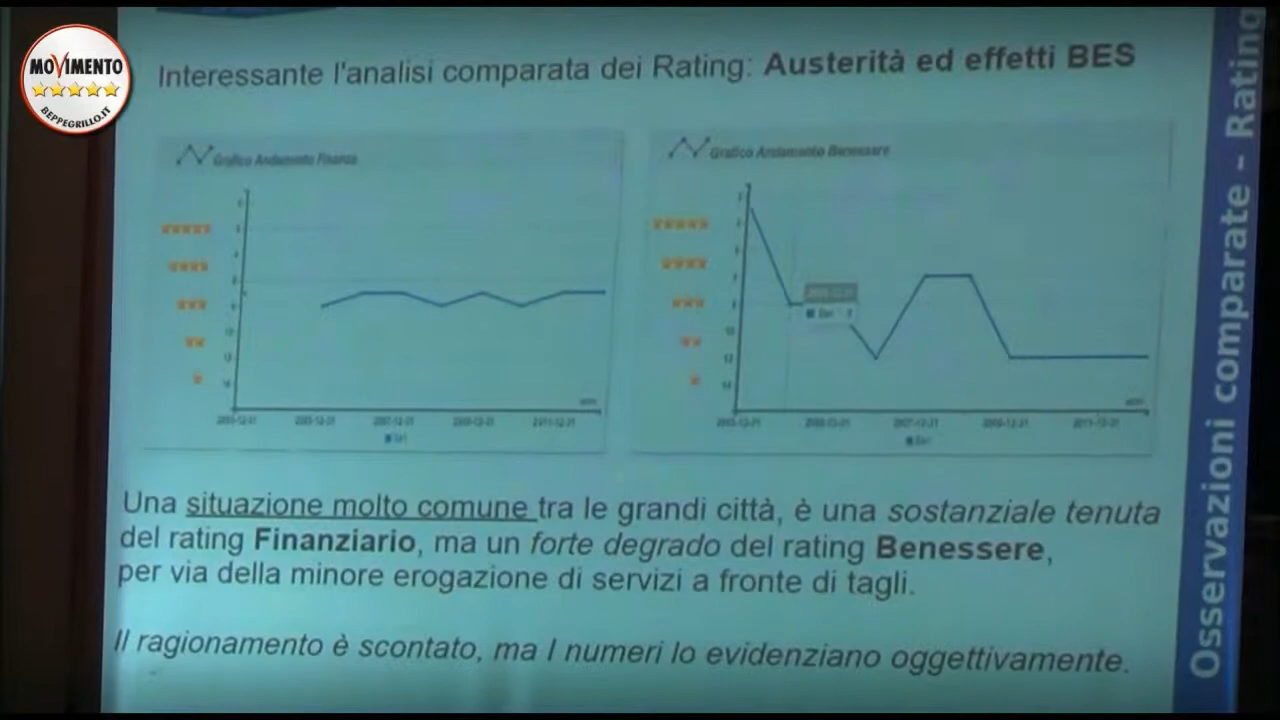 MOVIMENTO
BEPPEGRILLO.IT
Interessante l'analisi comparata dei Rating: Austerità ed effetti BES
Grafico Andamento Finanza
Grafico Andamento Benessere
Una situazione molto comune tra le grandi città, è una sostanziale tenuta
del rating Finanziario, ma un forte degrado del rating Benessere,
per via della minore erogazione di servizi a fronte di tagli.
Il ragionamento è scontato, ma I numeri lo evidenziano oggettivamente.
Osservazioni comparate - Rating